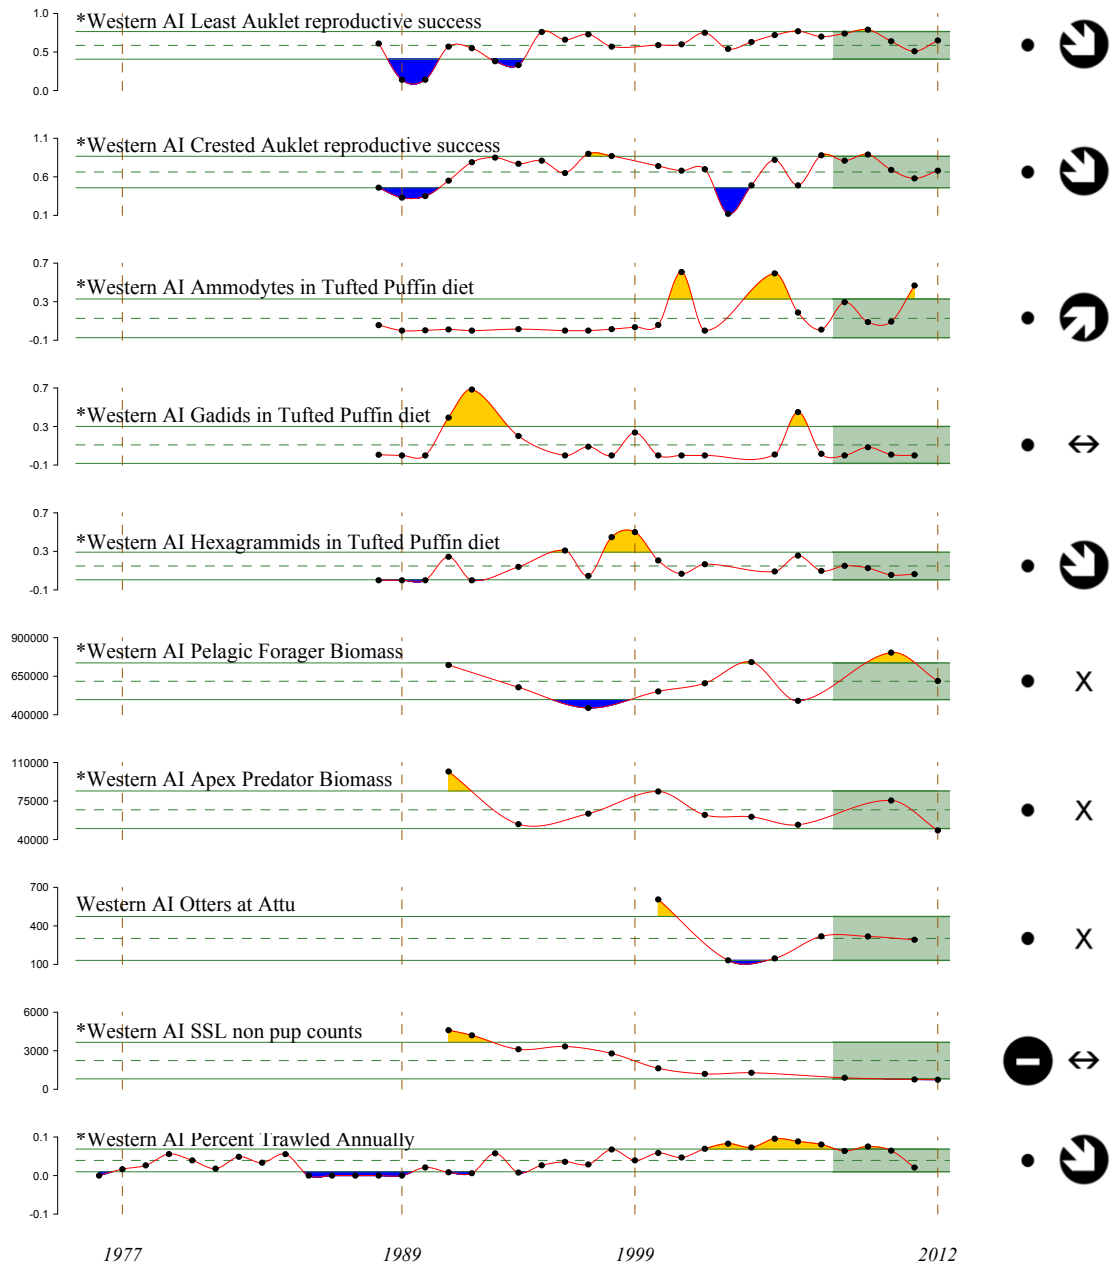 *Western AI Least Auklet reproductive success
1.0
0.5
0.0
*Western AI Crested Auklet reproductive success
1.1
0.6
0.1
*Western AI Ammodytes in Tufted Puffin diet
0.7
0.3
-0.1
*Western AI Gadids in Tufted Puffin diet
0.7
0.3
-0.1
*Western AI Hexagrammids in Tufted Puffin diet
0.7
0.3
-0.1
*Western AI Pelagic Forager Biomass
900000
650000
400000
X
*Western AI Apex Predator Biomass
110000
75000
40000
X
Western AI Otters at Attu
700
400
100
X
*Western AI SSL non pup counts
6000
3000
0
*Western AI Percent Trawled Annually
0.1
0.0
-0.1
1977 1989 1999 2012